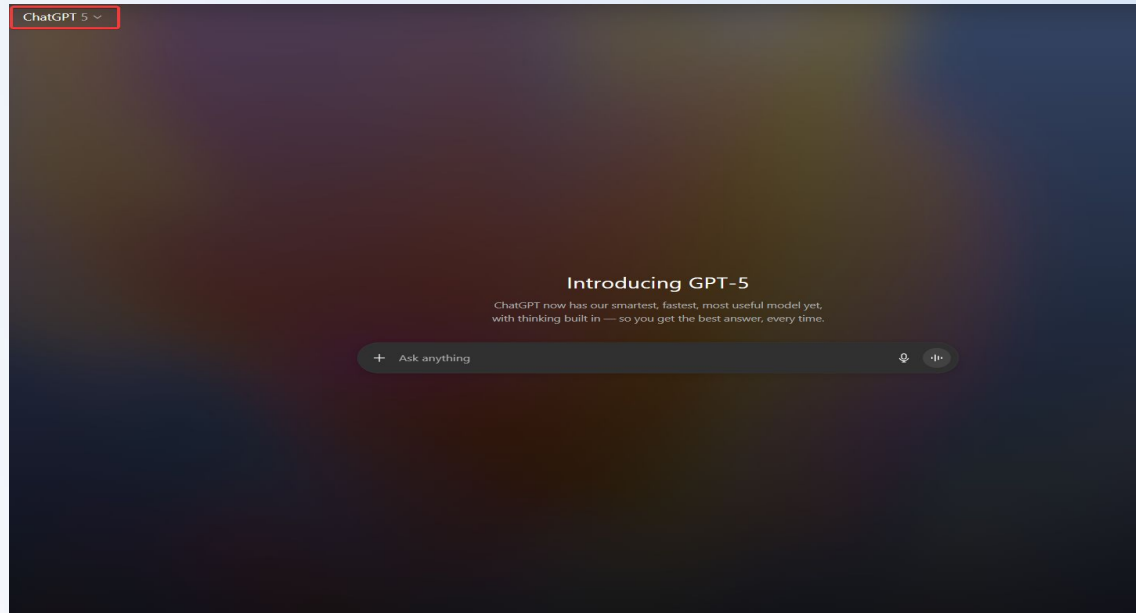 ChatGPT 5
Introducing GPT-5
ChatGPT now has our smartest, fastest, most useful model yet,
with thinking built in — so you get the best answer, every time.
Ask anything